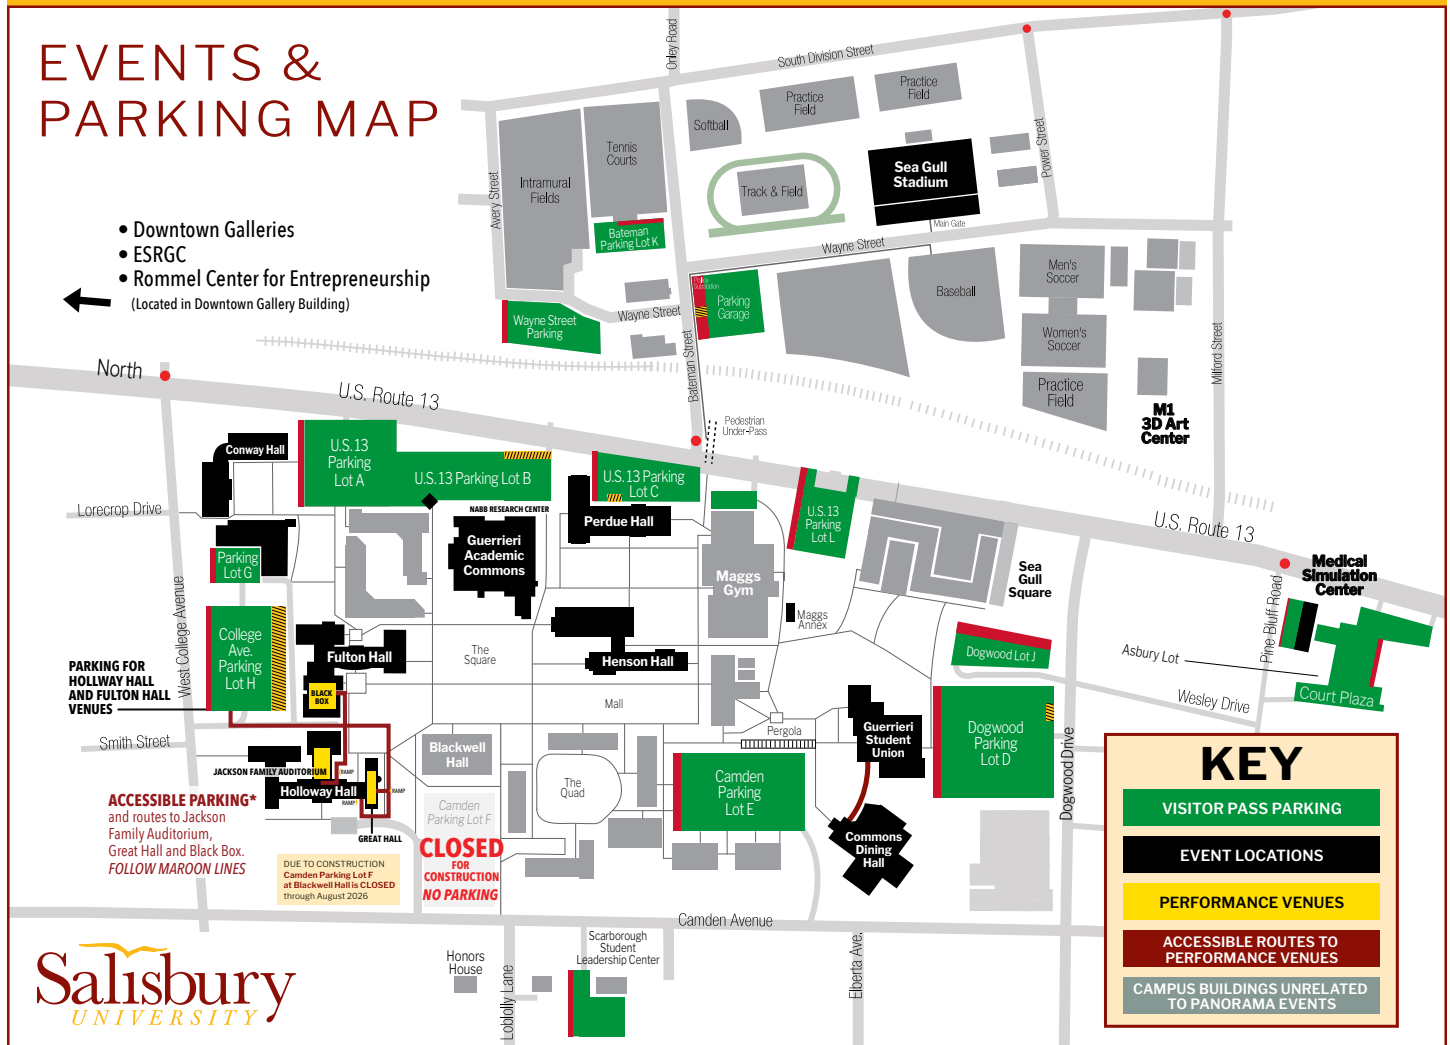 EVENTS &
PARKING MAP
• Downtown Galleries
• ESRGC
• Rommel Center for Entrepreneurship
(Located in Downtown Gallery Building)
North
Onley Road
South Division Street
Practice
Field
Practice
Field
Softball
Tennis
Courts
Intramural
Fields
Avery Street
Track & Field
Sea Gull
Stadium
Power Street
Main Gate
Bateman
Parking Lot K
Wayne Street
Police
Substation
Parking
Garage
Baseball
Men's
Soccer
Women's
Soccer
Practice
Field
Wayne Street
Parking
Wayne Street
Bateman Street
Milford Street
M1
3D Art
Center
U.S. Route 13
Pedestrian
Under-Pass
Conway Hall
U.S. 13
Parking
Lot A
U.S. 13 Parking Lot B
U.S. 13 Parking
Lot C
U.S. 13
Parking
Lot L
U.S. Route 13
Lorecrop Drive
NABB RESEARCH CENTER
Guerrieri
Academic
Commons
Perdue Hall
Maggs
Gym
Maggs
Annex
Sea
Gull
Square
Medical
Simulation
Center
Parking
Lot G
West College Avenue
College
Ave.
Parking
Lot H
Fulton Hall
BLACK
BOX
The
Square
Henson Hall
Mall
Dogwood Lot J
Asbury Lot
Pine Bluff Road
Wesley Drive
Court Plaza
PARKING FOR
HOLLWAY HALL
AND FULTON HALL
VENUES
Smith Street
JACKSON FAMILY AUDITORIUM
RAMP
Holloway Hall
RAMP
RAMP
GREAT HALL
Blackwell
Hall
Camden
Parking Lot F
CLOSED
FOR
CONSTRUCTION
NO PARKING
The
Quad
Camden
Parking
Lot E
Pergola
Guerrieri
Student
Union
Commons
Dining
Hall
Dogwood
Parking
Lot D
Dogwood Drive
ACCESSIBLE PARKING*
and routes to Jackson
Family Auditorium,
Great Hall and Black Box.
FOLLOW MAROON LINES
DUE TO CONSTRUCTION
Camden Parking Lot F
at Blackwell Hall is CLOSED
through August 2026
Camden Avenue
Honors
House
Loblolly Lane
Scarborough
Student
Leadership Center
Elberta Ave.
KEY
VISITOR PASS PARKING
EVENT LOCATIONS
PERFORMANCE VENUES
ACCESSIBLE ROUTES TO
PERFORMANCE VENUES
CAMPUS BUILDINGS UNRELATED
TO PANORAMA EVENTS
Salisbury
UNIVERSITY